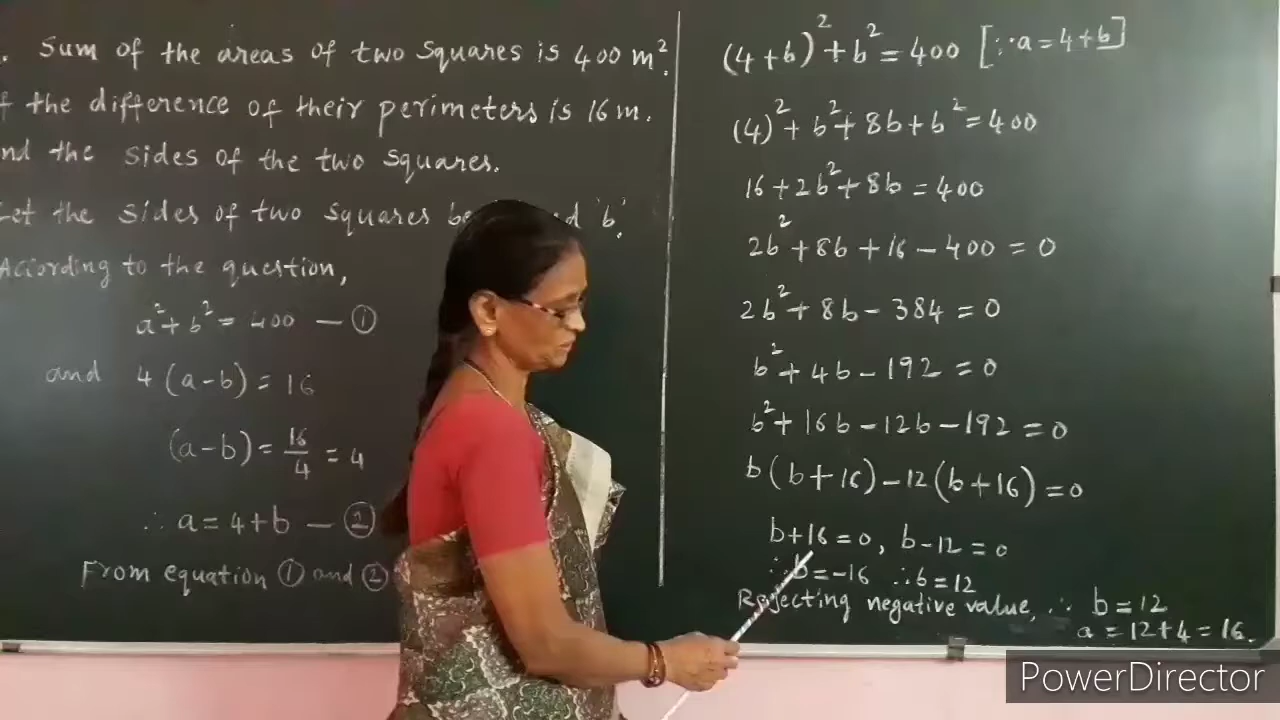 . Sum of the areas of two squares is 400 m².
f the difference of their perimeters is 16 m.
nd the sides of the two squares.
Let the sides of two squares be d 'b'.
According to the question,
a² + b² = 400 — ①
and 4 (a-b) = 16
(a-b) = 16/4 = 4
∴ a = 4+b — ②
From equation ① and ②
(4+b)² + b² = 400 [∵ a = 4+b]
(4)² + b² + 8b + b² = 400
16 + 2b² + 8b = 400
2b² + 8b + 16 - 400 = 0
2b² + 8b - 384 = 0
b² + 4b - 192 = 0
b² + 16b - 12b - 192 = 0
b(b+16) - 12(b+16) = 0
b+16 = 0, b-12 = 0
∴ b = -16 ∴ b = 12
Rejecting negative value, ∴ b = 12
a = 12+4 = 16.
PowerDirector